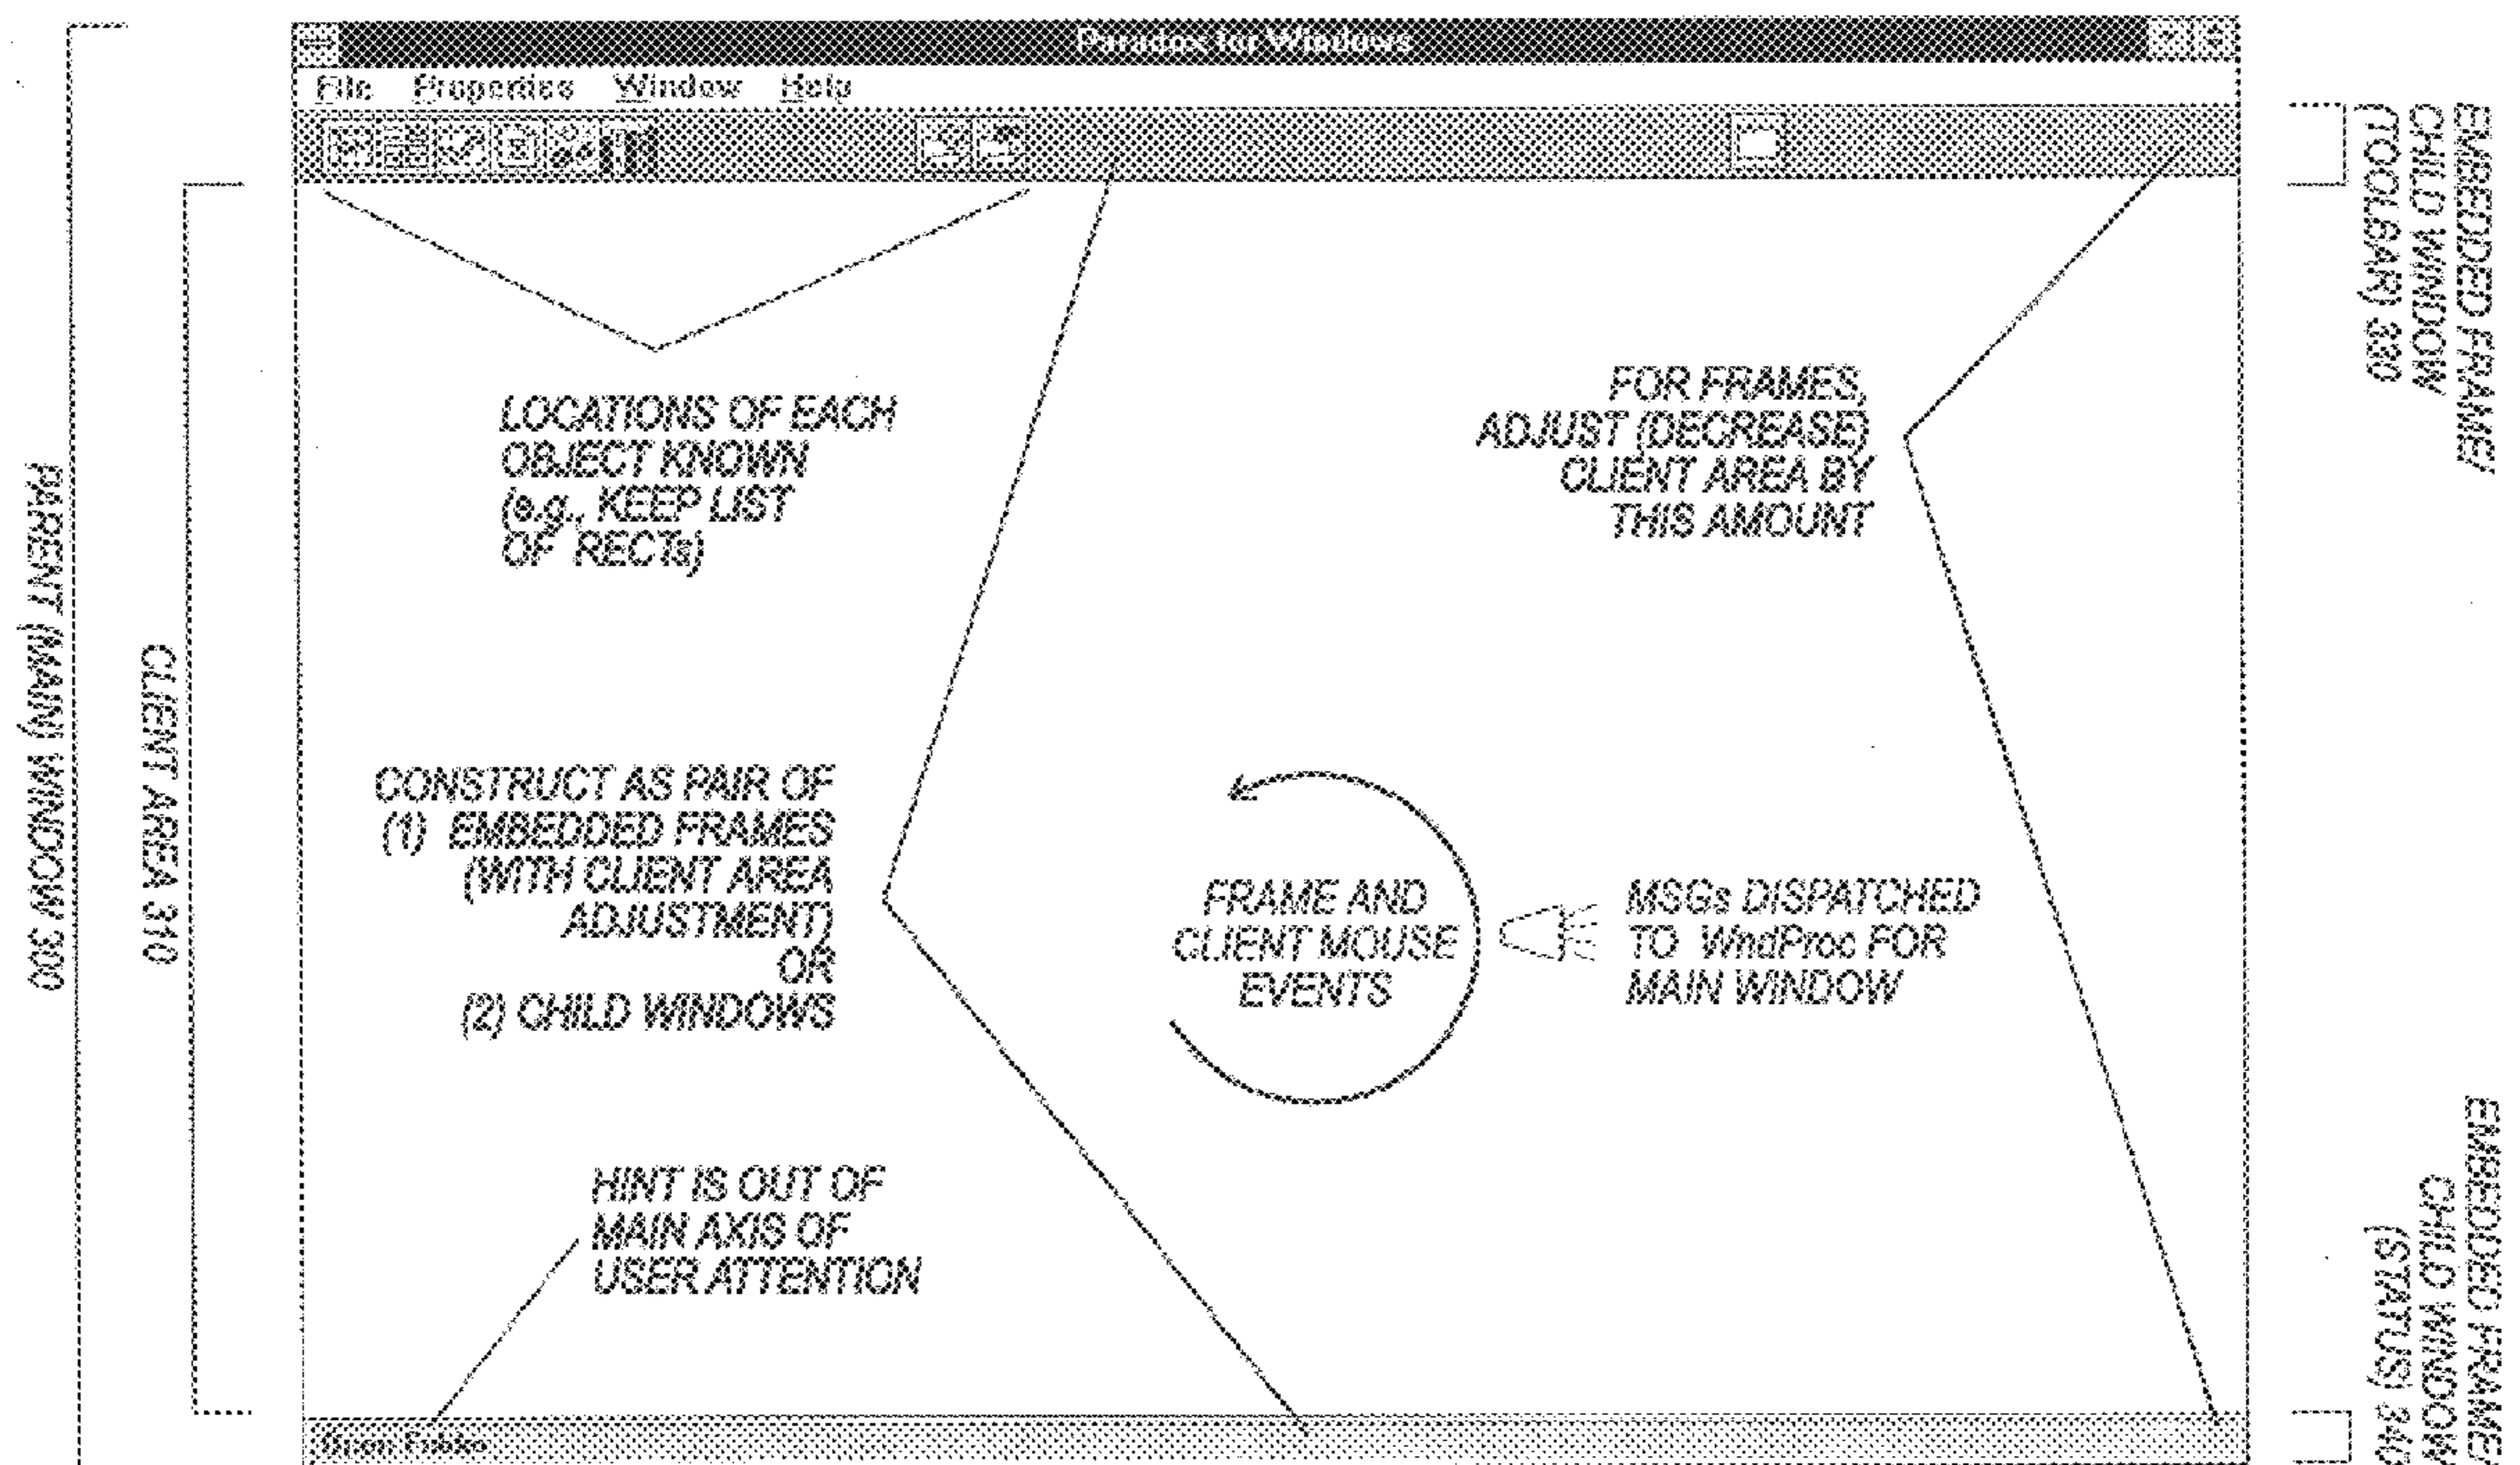 Paradox for Windows
File Properties Window Help
LOCATIONS OF EACH
OBJECT KNOWN
(e.g., KEEP LIST
OF RECTs)
FOR FRAMES,
ADJUST (DECREASE)
CLIENT AREA BY
THIS AMOUNT
CONSTRUCT AS PAIR OF
(1) EMBEDDED FRAMES
(WITH CLIENT AREA
ADJUSTMENT)
OR
(2) CHILD WINDOWS
FRAME AND
CLIENT MOUSE
EVENTS
MSGs DISPATCHED
TO WndProc FOR
MAIN WINDOW
HINT IS OUT OF
MAIN AXIS OF
USER ATTENTION
Open Folder
PARENT (MAIN) WINDOW 300
CLIENT AREA 310
EMBEDDED FRAME/
CHILD WINDOW
(TOOLBAR) 330
EMBEDDED FRAME/
CHILD WINDOW
(STATUS) 340